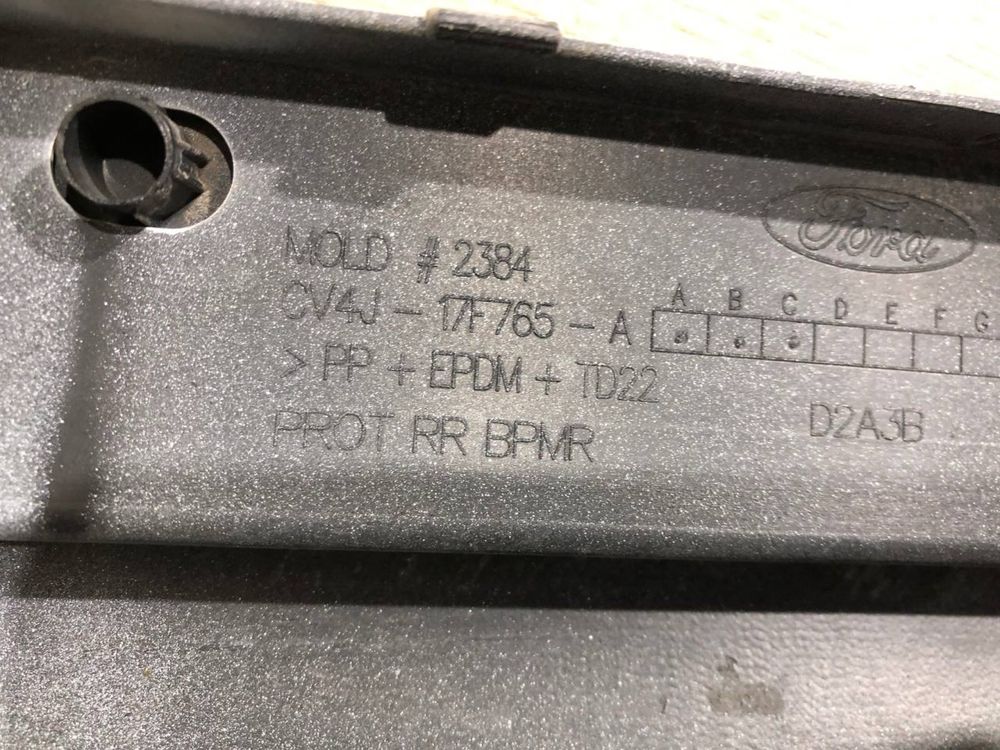 Ford
MOLD # 2384
CV4J - 17F765 - A
A B C D E F G
> PP + EPDM + TD22
D2A3B
PROT RR BPMR